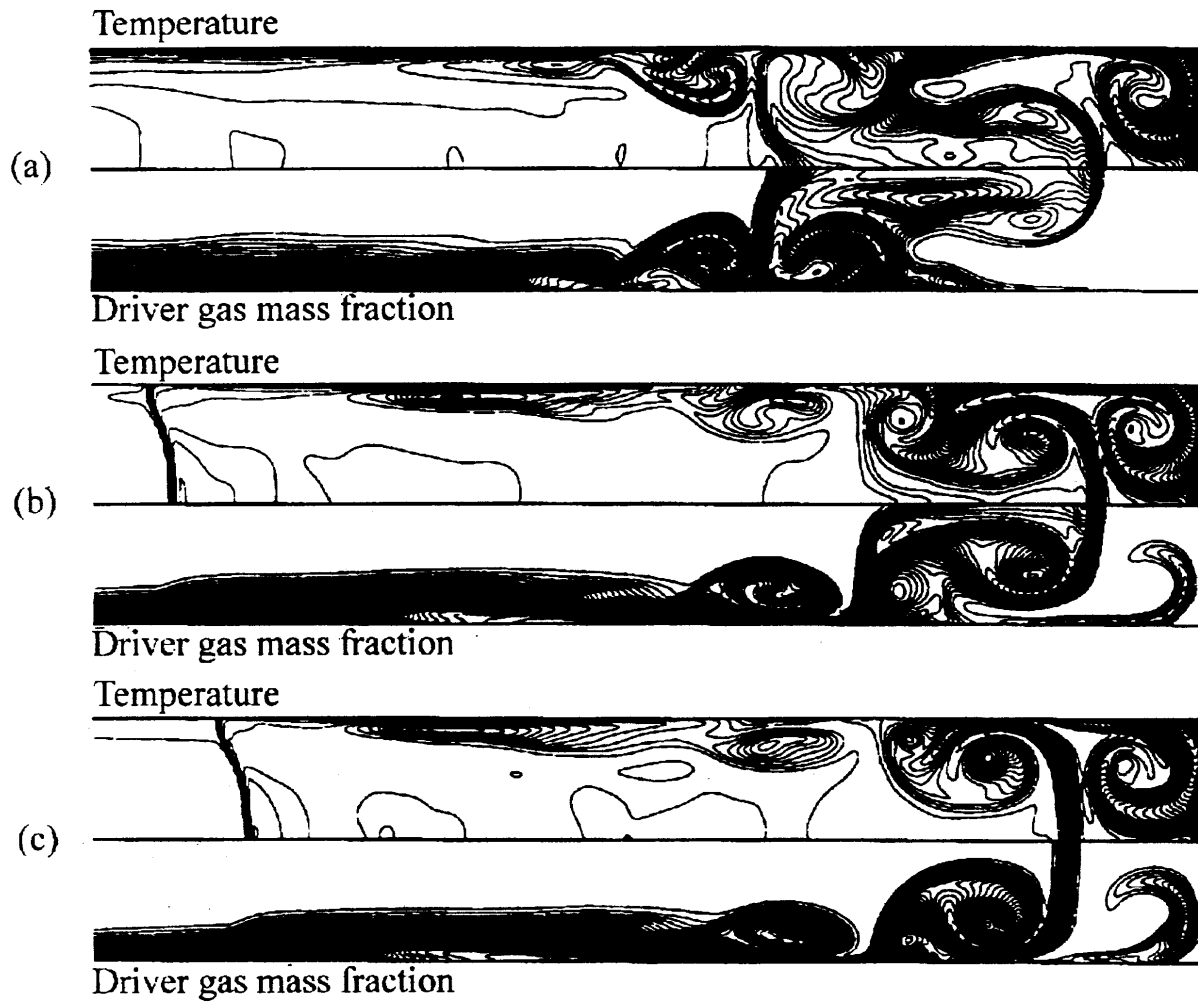 Temperature
(a)
Driver gas mass fraction
Temperature
(b)
Driver gas mass fraction
Temperature
(c)
Driver gas mass fraction